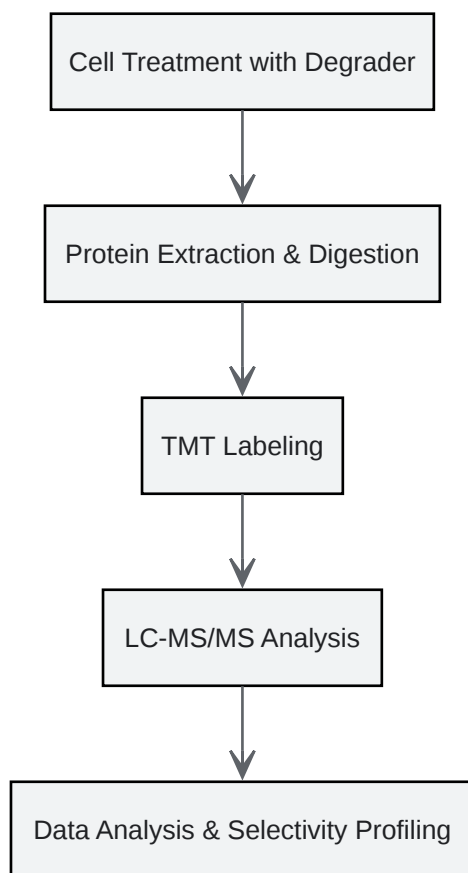 Cell Treatment with Degrader
Protein Extraction & Digestion
TMT Labeling
LC-MS/MS Analysis
Data Analysis & Selectivity Profiling